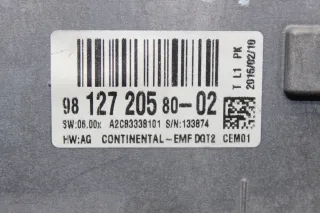 98 127 205 80-02
SW:06.00x A2C83338101 S/N:133874
HW:AG CONTINENTAL-EMF DGT2 CEM01
T L1 PK
2016/02/19